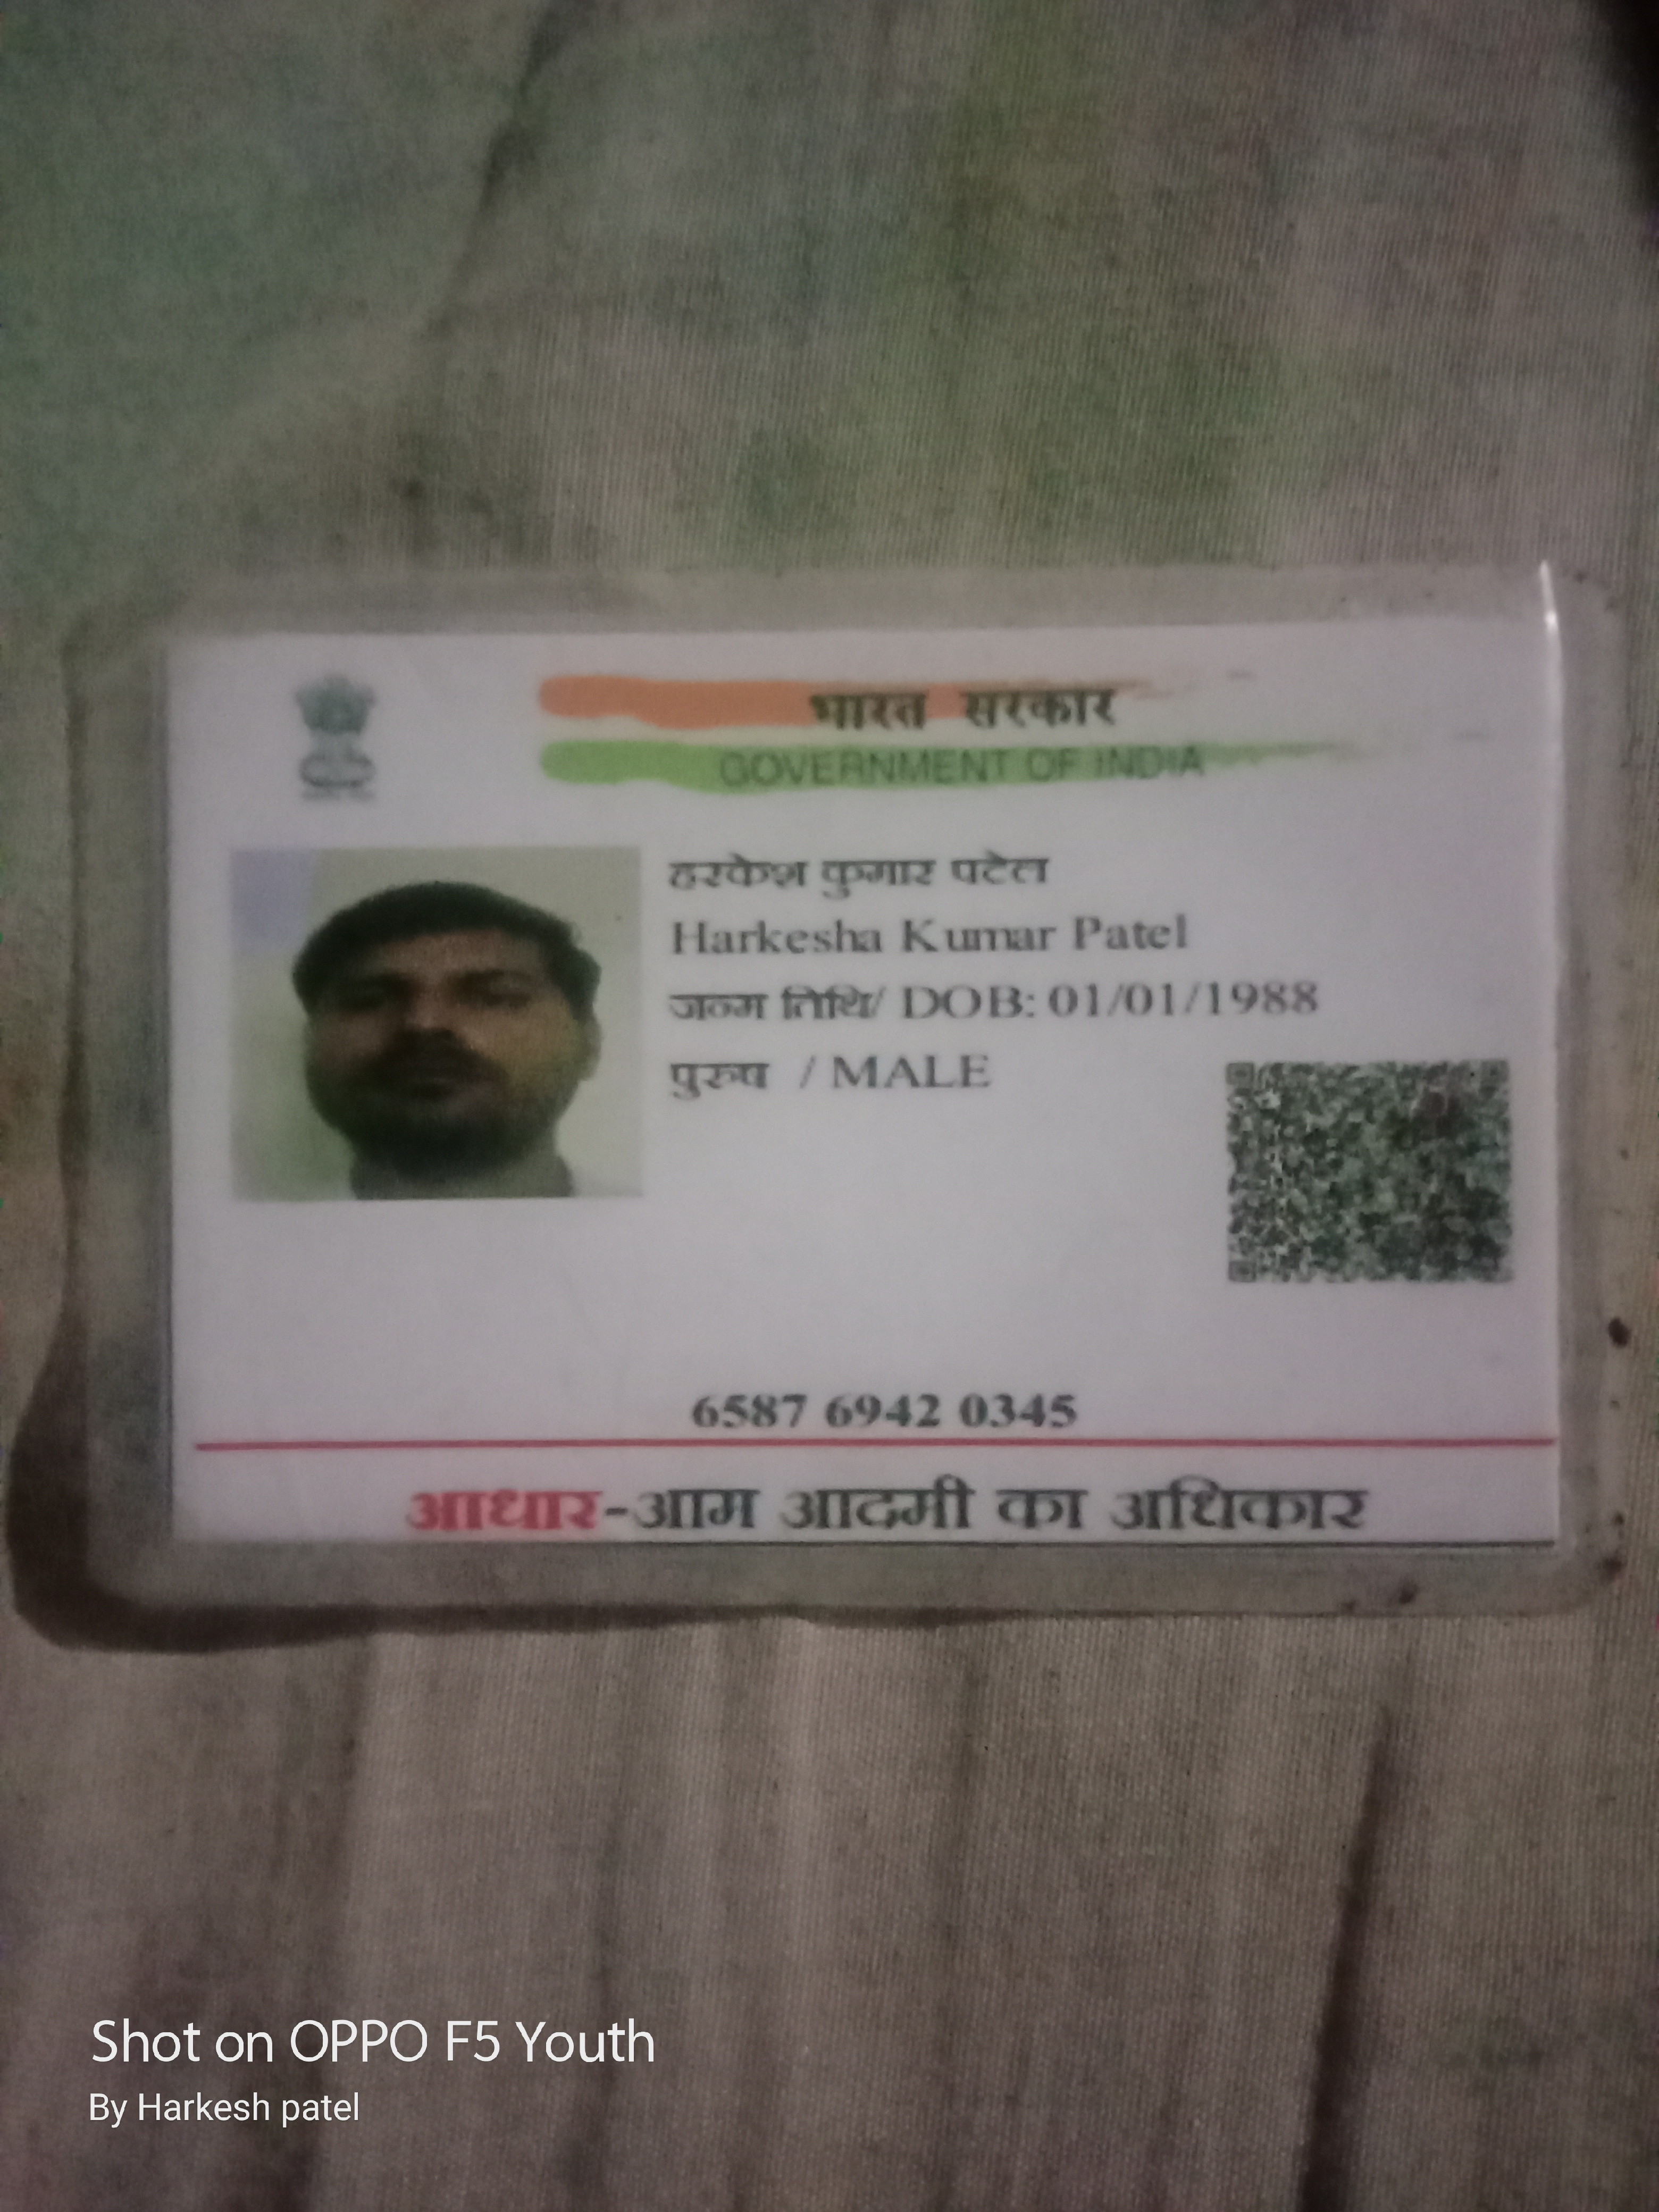 भारत सरकार
GOVERNMENT OF INDIA
हरकेश कुमार पटेल
Harkesha Kumar Patel
जन्म तिथि/ DOB: 01/01/1988
पुरुष / MALE
6587 6942 0345
आधार-आम आदमी का अधिकार
Shot on OPPO F5 Youth
By Harkesh patel